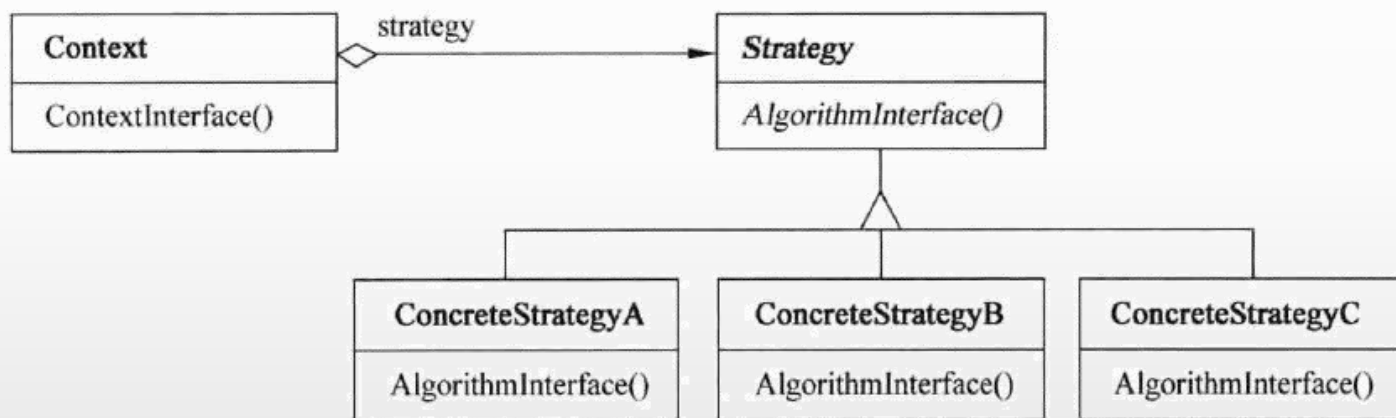 Context
strategy
Strategy
ContextInterface()
AlgorithmInterface()
ConcreteStrategyA
ConcreteStrategyB
ConcreteStrategyC
AlgorithmInterface()
AlgorithmInterface()
AlgorithmInterface()